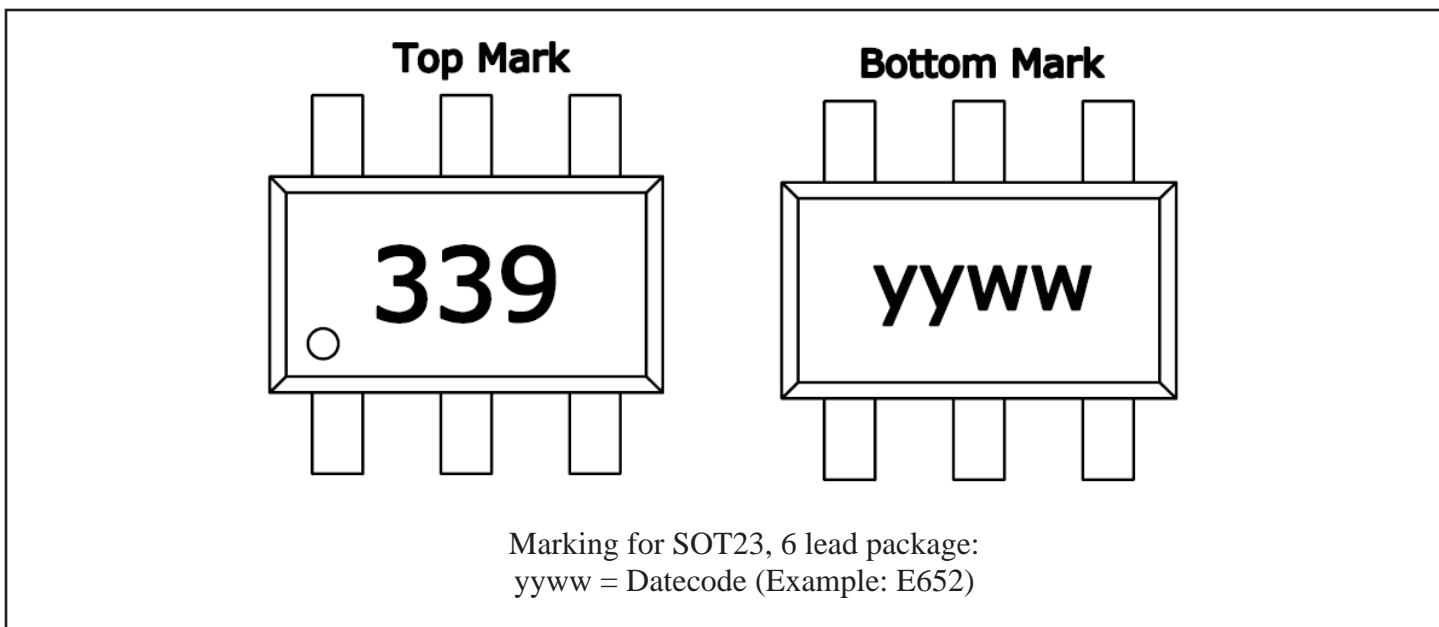 Top Mark
Bottom Mark
339
yyww
Marking for SOT23, 6 lead package:
yyww = Datecode (Example: E652)